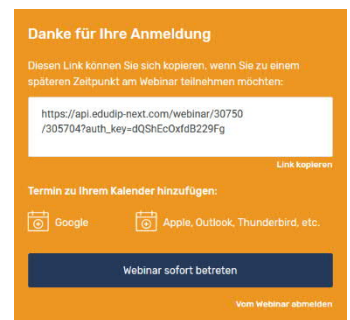 Danke für Ihre Anmeldung
Diesen Link können Sie sich kopieren, wenn Sie zu einem
späteren Zeitpunkt am Webinar teilnehmen möchten:
https://api.edudip-next.com/webinar/30750
/305704?auth_key=dQShEcOxfdB229Fg
Link kopieren
Termin zu Ihrem Kalender hinzufügen:
Google
Apple, Outlook, Thunderbird, etc.
Webinar sofort betreten
Vom Webinar abmelden